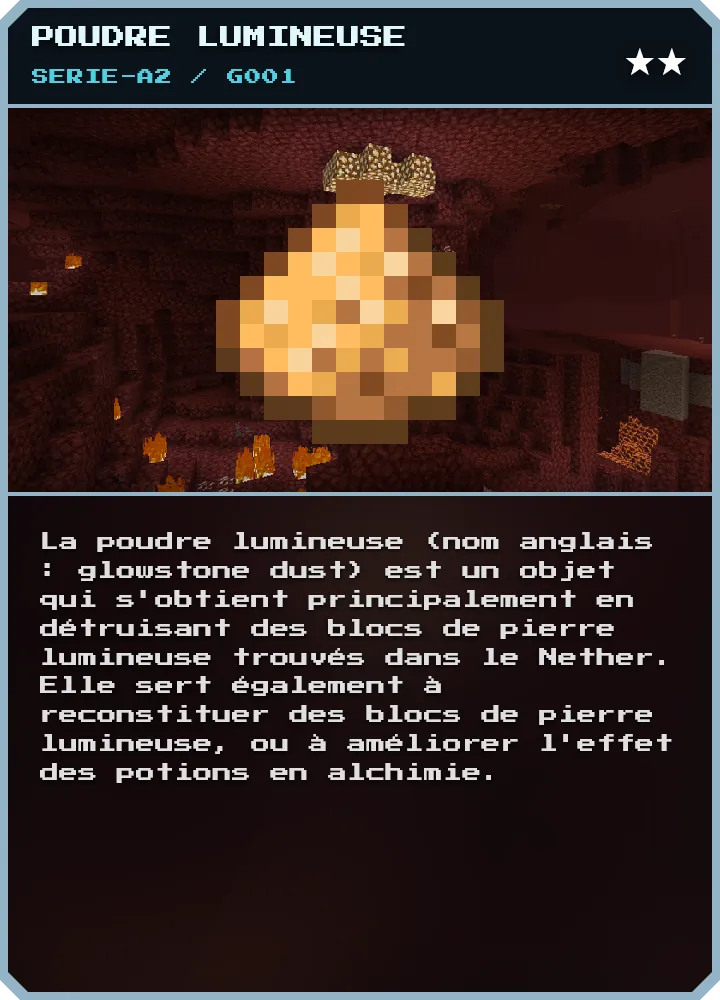 POUDRE LUMINEUSE
SERIE-A2 / G001
★★
La poudre lumineuse (nom anglais
: glowstone dust) est un objet
qui s'obtient principalement en
détruisant des blocs de pierre
lumineuse trouvés dans le Nether.
Elle sert également à
reconstituer des blocs de pierre
lumineuse, ou à améliorer l'effet
des potions en alchimie.